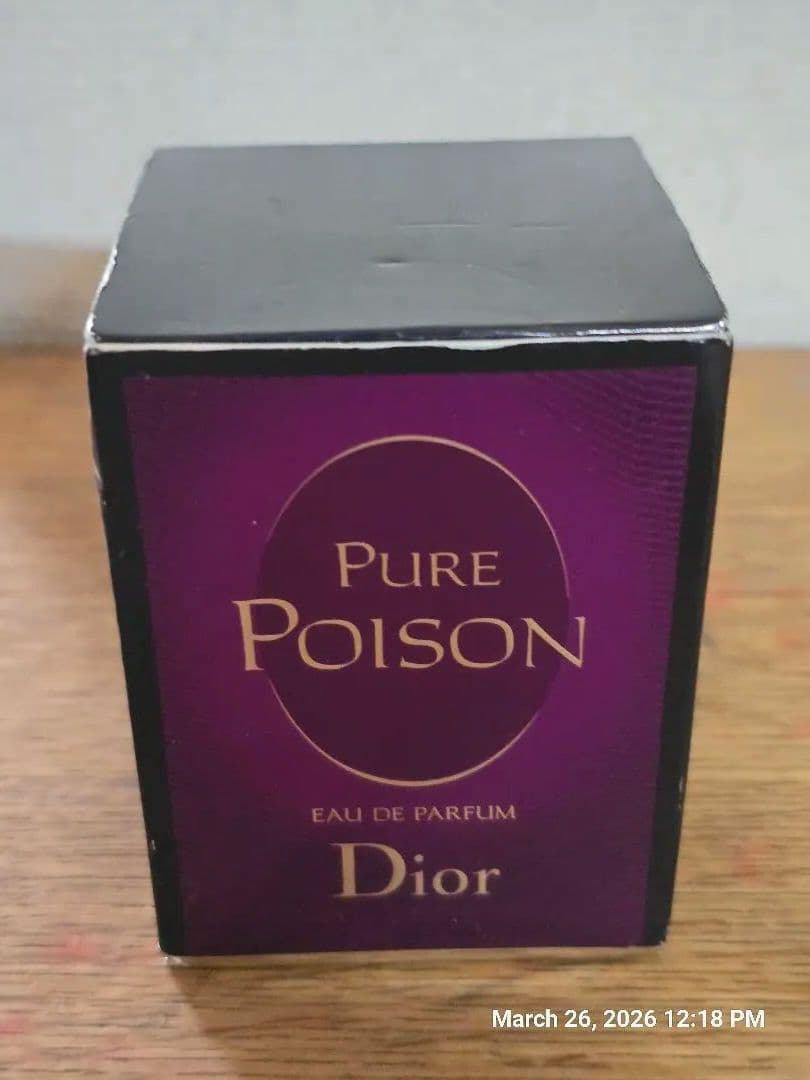 PURE
POISON
EAU DE PARFUM
Dior
March 26, 2026 12:18 PM